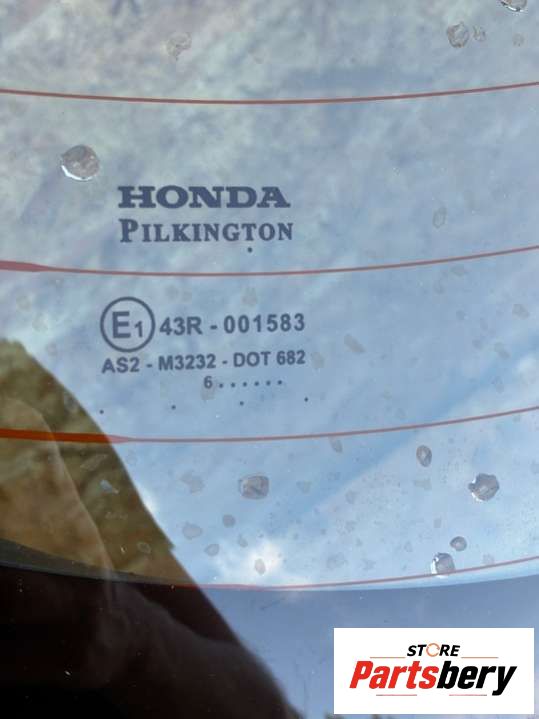 HONDA
PILKINGTON
E1 43R - 001583
AS2 - M3232 - DOT 682
6 . . . . . .
STORE
Partsbery